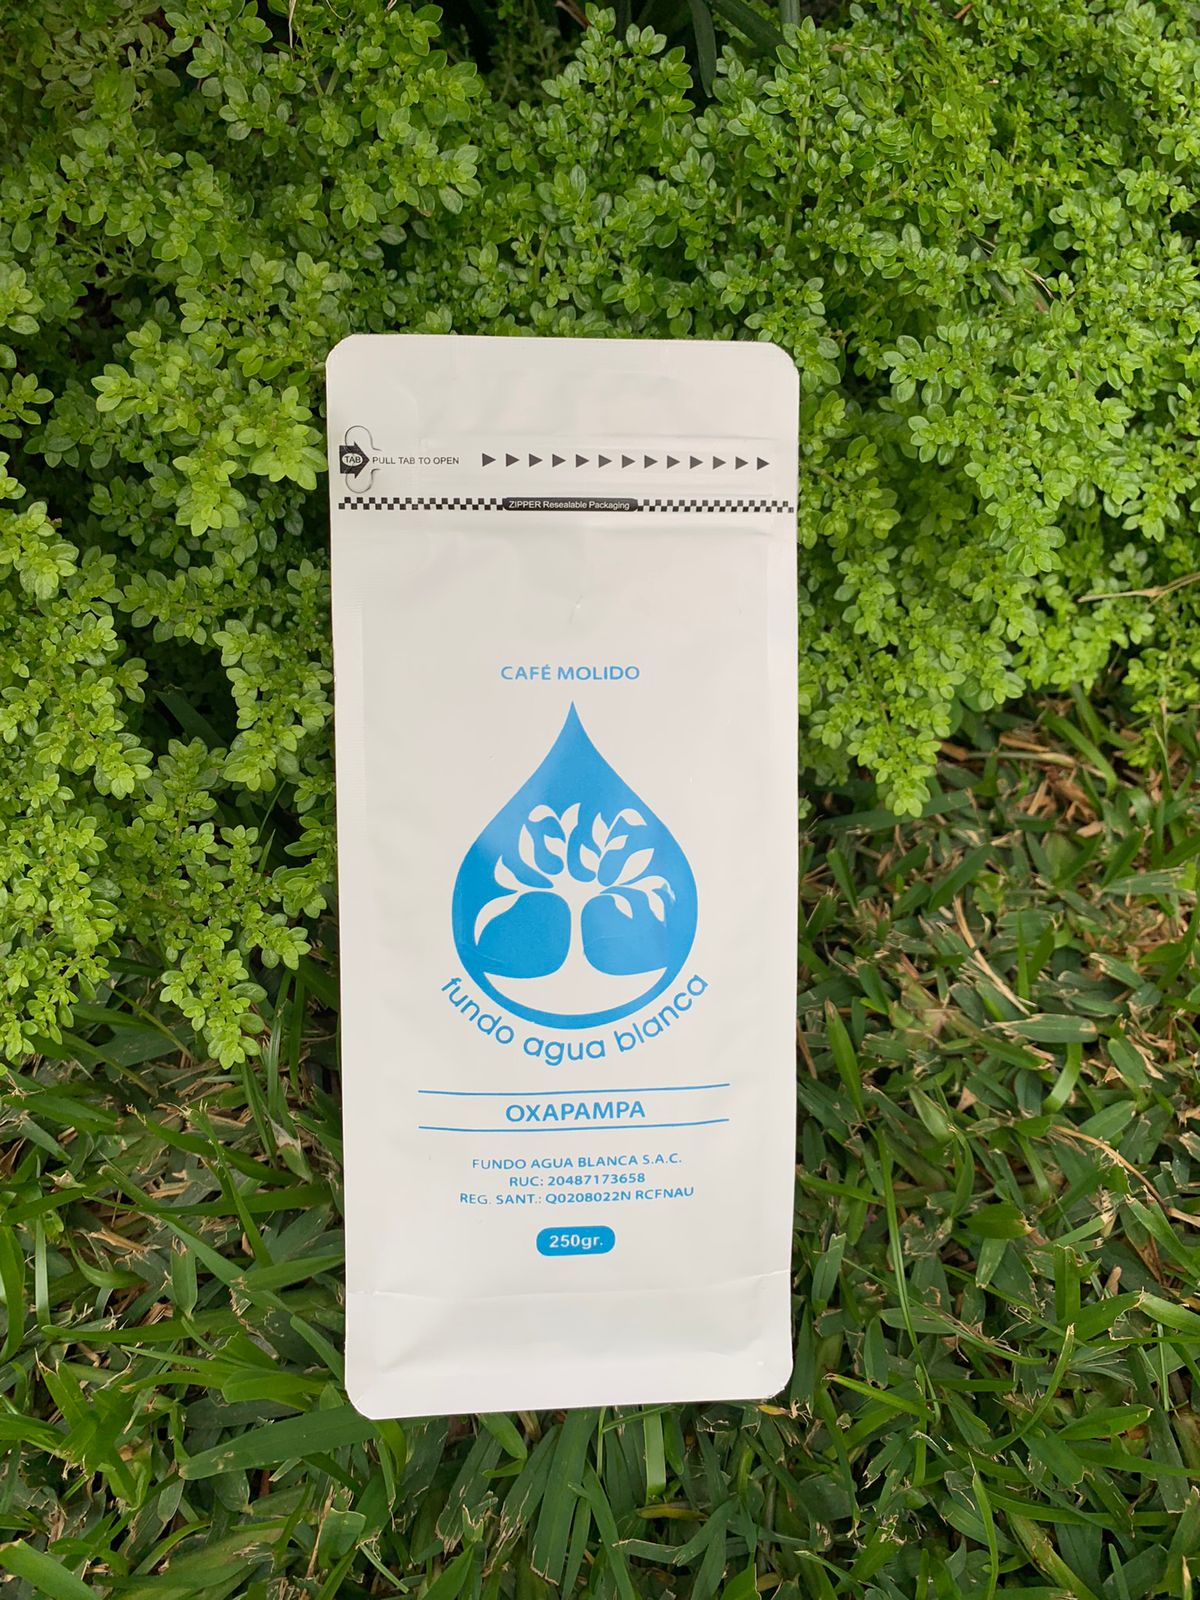 TAB PULL TAB TO OPEN
ZIPPER Resealable Packaging
CAFÉ MOLIDO
fundo agua blanca
OXAPAMPA
FUNDO AGUA BLANCA S.A.C.
RUC: 20487173658
REG. SANT.: Q0208022N RCFNAU
250gr.